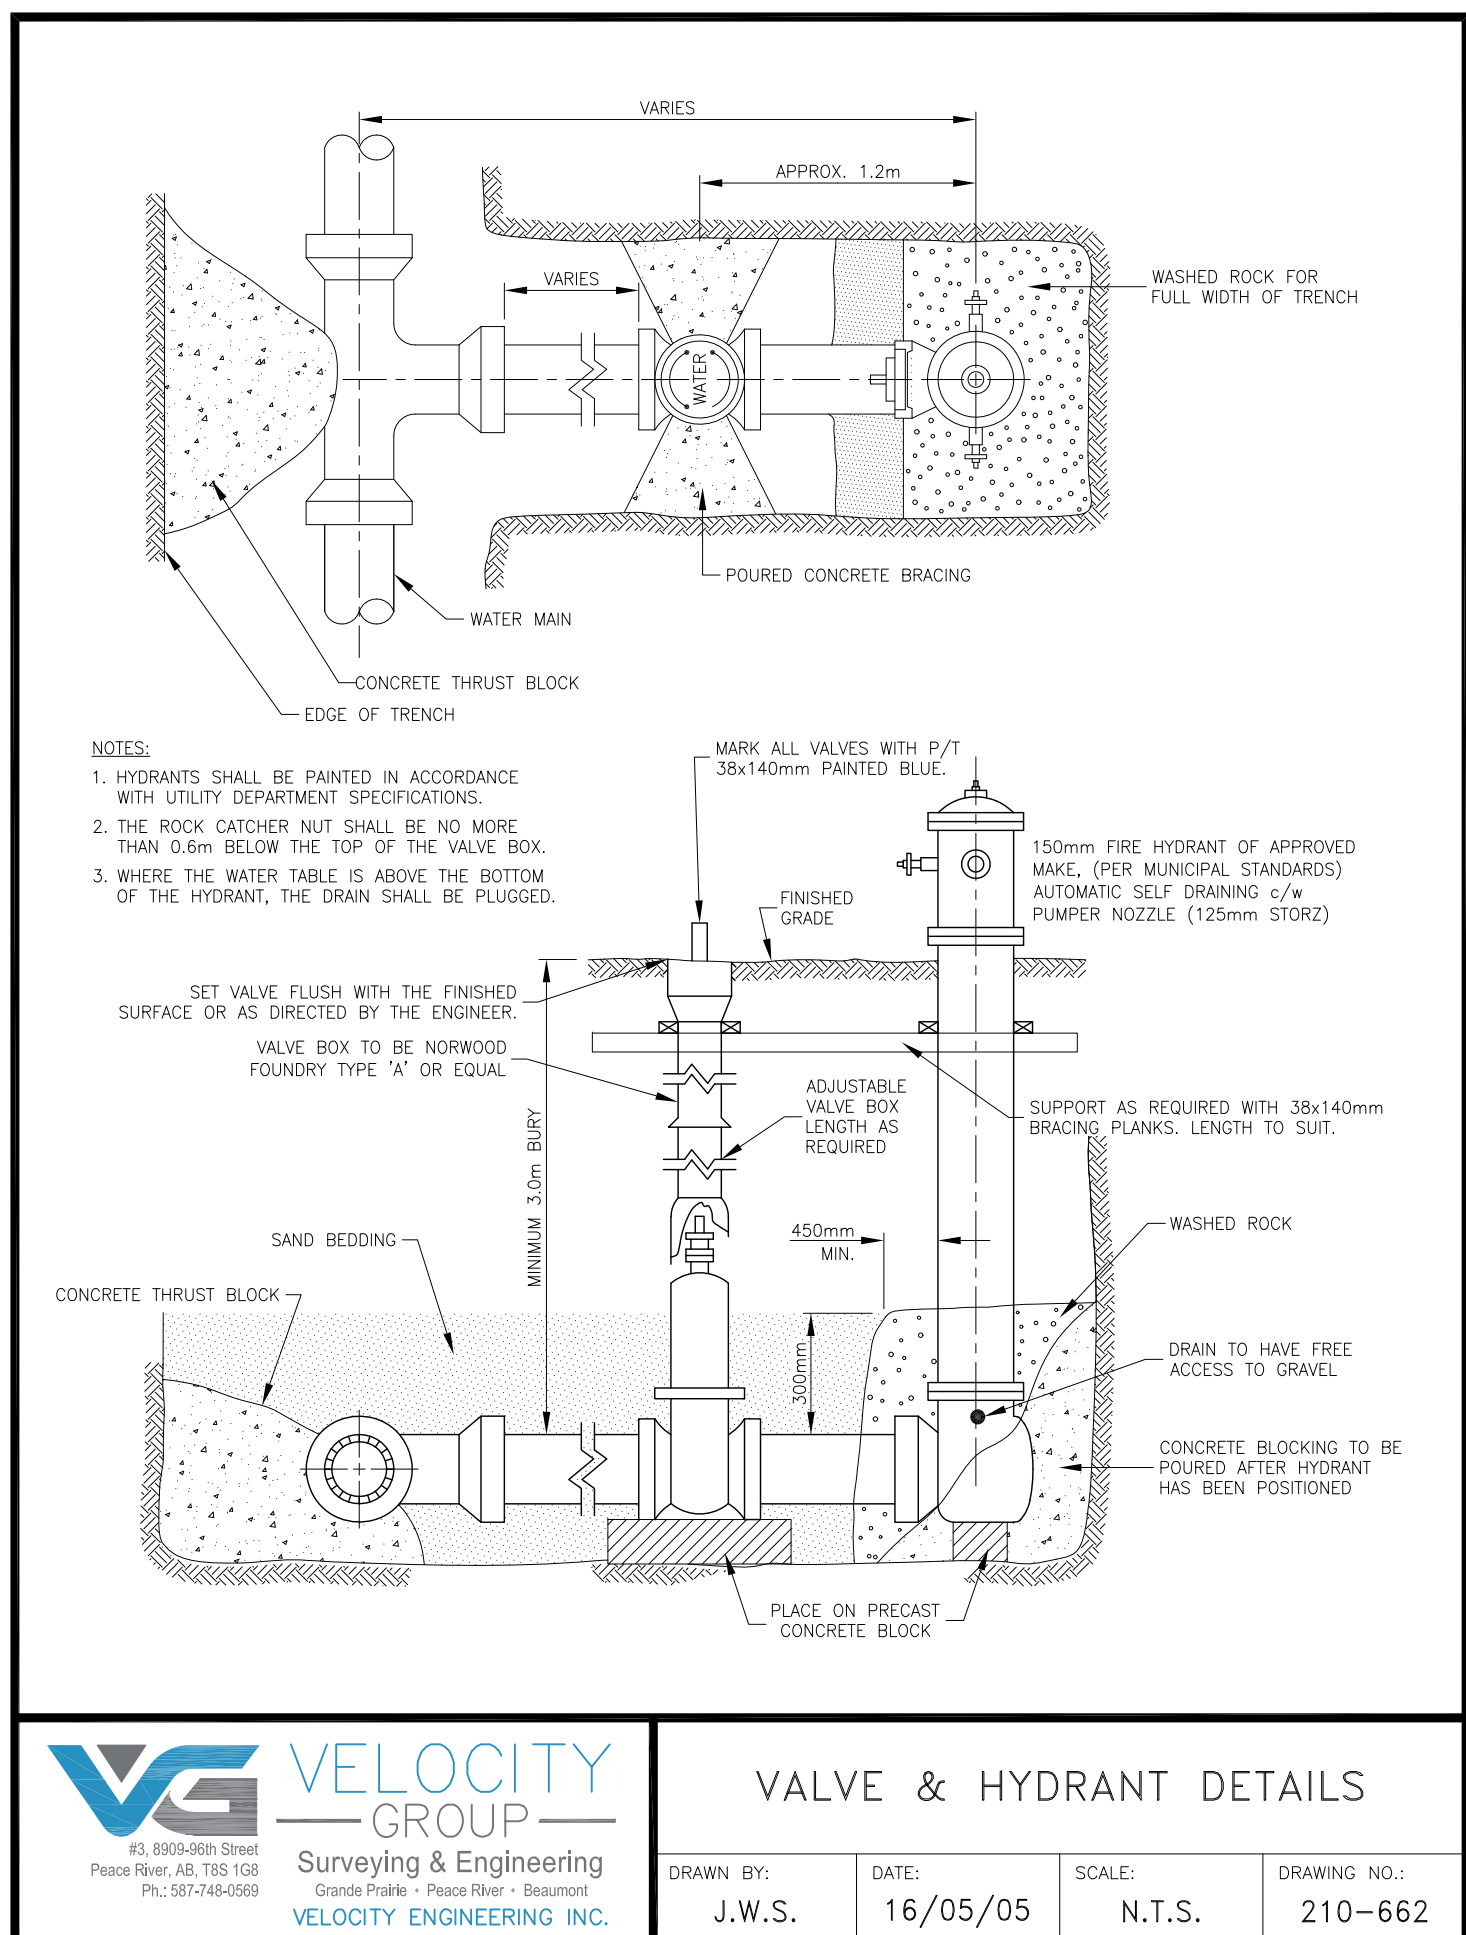 VARIES
APPROX. 1.2m
VARIES
WASHED ROCK FOR
FULL WIDTH OF TRENCH
WATER
POURED CONCRETE BRACING
WATER MAIN
CONCRETE THRUST BLOCK
EDGE OF TRENCH
NOTES:
1. HYDRANTS SHALL BE PAINTED IN ACCORDANCE
WITH UTILITY DEPARTMENT SPECIFICATIONS.
2. THE ROCK CATCHER NUT SHALL BE NO MORE
THAN 0.6m BELOW THE TOP OF THE VALVE BOX.
3. WHERE THE WATER TABLE IS ABOVE THE BOTTOM
OF THE HYDRANT, THE DRAIN SHALL BE PLUGGED.
MARK ALL VALVES WITH P/T
38x140mm PAINTED BLUE.
150mm FIRE HYDRANT OF APPROVED
MAKE, (PER MUNICIPAL STANDARDS)
AUTOMATIC SELF DRAINING c/w
PUMPER NOZZLE (125mm STORZ)
FINISHED
GRADE
SET VALVE FLUSH WITH THE FINISHED
SURFACE OR AS DIRECTED BY THE ENGINEER.
VALVE BOX TO BE NORWOOD
FOUNDRY TYPE 'A' OR EQUAL
ADJUSTABLE
VALVE BOX
LENGTH AS
REQUIRED
SUPPORT AS REQUIRED WITH 38x140mm
BRACING PLANKS. LENGTH TO SUIT.
MINIMUM 3.0m BURY
450mm
MIN.
WASHED ROCK
SAND BEDDING
CONCRETE THRUST BLOCK
300mm
DRAIN TO HAVE FREE
ACCESS TO GRAVEL
CONCRETE BLOCKING TO BE
POURED AFTER HYDRANT
HAS BEEN POSITIONED
PLACE ON PRECAST
CONCRETE BLOCK
VG
#3, 8909-96th Street
Peace River, AB, T8S 1G8
Ph.: 587-748-0569
VELOCITY
GROUP
Surveying & Engineering
Grande Prairie • Peace River • Beaumont
VELOCITY ENGINEERING INC.
VALVE & HYDRANT DETAILS
DRAWN BY:
J.W.S.
DATE:
16/05/05
SCALE:
N.T.S.
DRAWING NO.:
210-662